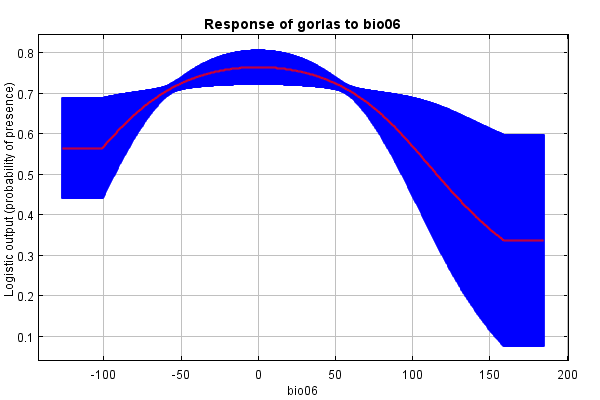 Response of gorlas to bio06
Logistic output (probability of presence)
0.8
0.7
0.6
0.5
0.4
0.3
0.2
0.1
-100 -50 0 50 100 150 200
bio06